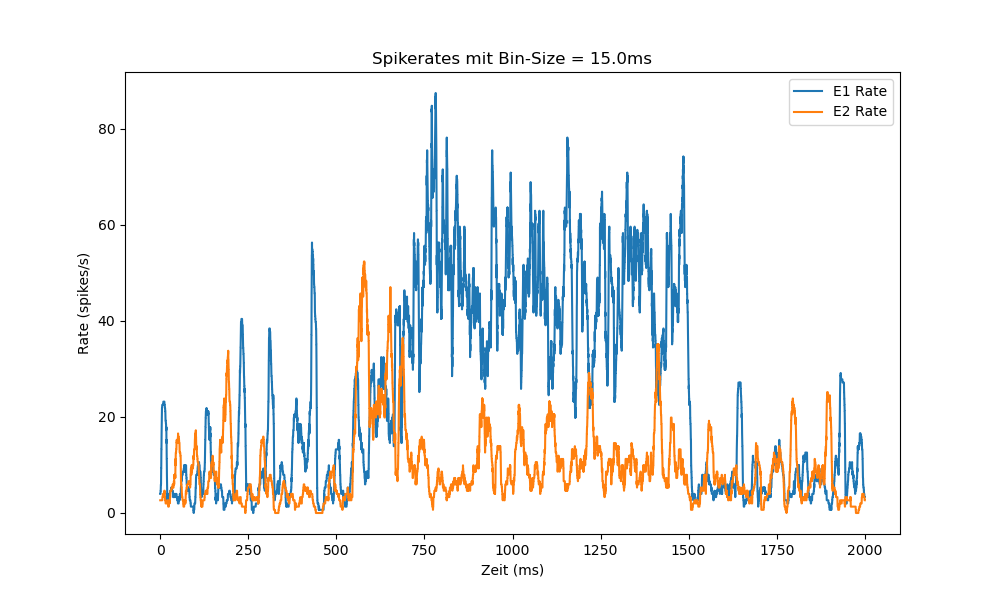 Spikerates mit Bin-Size = 15.0ms
E1 Rate
E2 Rate
Rate (spikes/s)
80
60
40
20
0
0 250 500 750 1000 1250 1500 1750 2000
Zeit (ms)